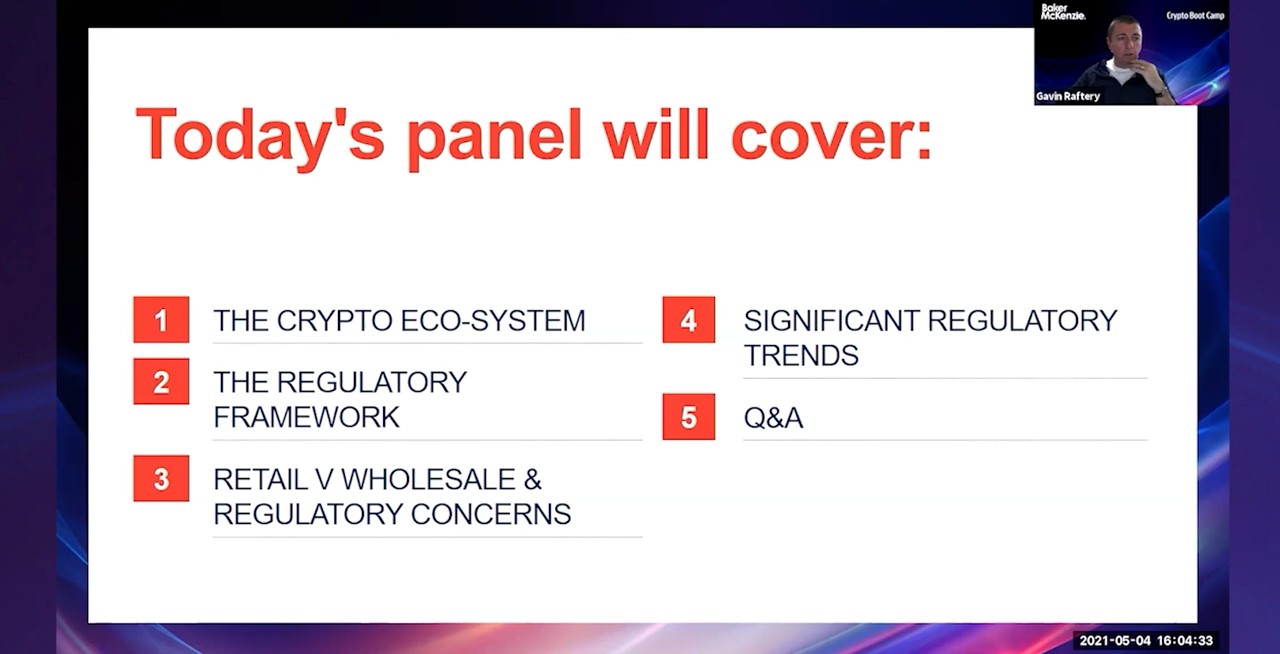 Baker
McKenzie.
Crypto Boot Camp
Gavin Raftery
Today's panel will cover:
1 THE CRYPTO ECO-SYSTEM
2 THE REGULATORY
FRAMEWORK
3 RETAIL V WHOLESALE &
REGULATORY CONCERNS
4 SIGNIFICANT REGULATORY
TRENDS
5 Q&A
2021-05-04 16:04:33